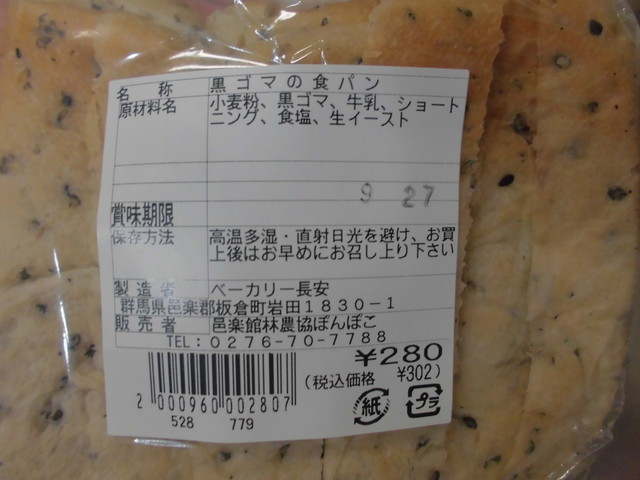 名称 黒ゴマの食パン
原材料名 小麦粉、黒ゴマ、牛乳、ショート
ニング、食塩、生イースト
9 27
賞味期限
保存方法 高温多湿・直射日光を避け、お買
上後はお早めにお召し上り下さい
製造者 ベーカリー長安
群馬県邑楽郡板倉町岩田1830-1
販売者 邑楽館林農協ぽんぽこ
TEL:0276-70-7788
¥280
(税込価格 ¥302)
2 000960 002807
528 779
紙 プラ